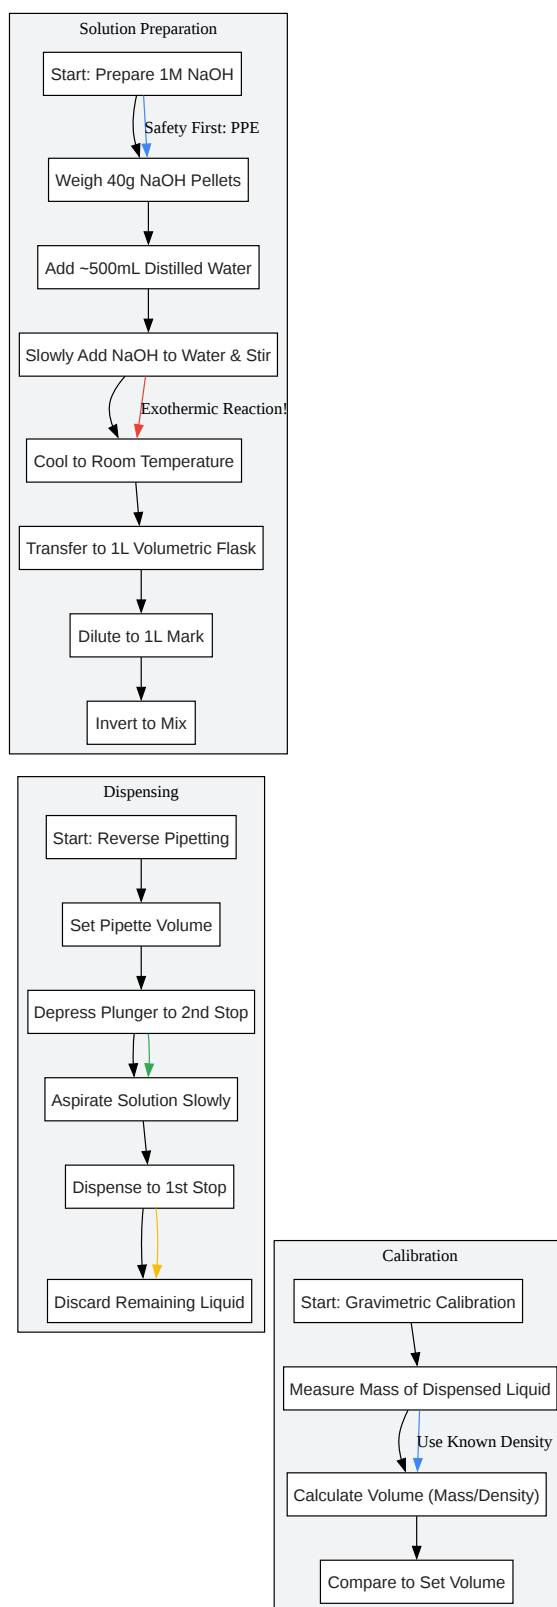 Solution Preparation
Start: Prepare 1M NaOH
Safety First: PPE
Weigh 40g NaOH Pellets
Add ~500mL Distilled Water
Slowly Add NaOH to Water & Stir
Exothermic Reaction!
Cool to Room Temperature
Transfer to 1L Volumetric Flask
Dilute to 1L Mark
Invert to Mix
Dispensing
Start: Reverse Pipetting
Set Pipette Volume
Depress Plunger to 2nd Stop
Aspirate Solution Slowly
Dispense to 1st Stop
Discard Remaining Liquid
Calibration
Start: Gravimetric Calibration
Measure Mass of Dispensed Liquid
Use Known Density
Calculate Volume (Mass/Density)
Compare to Set Volume